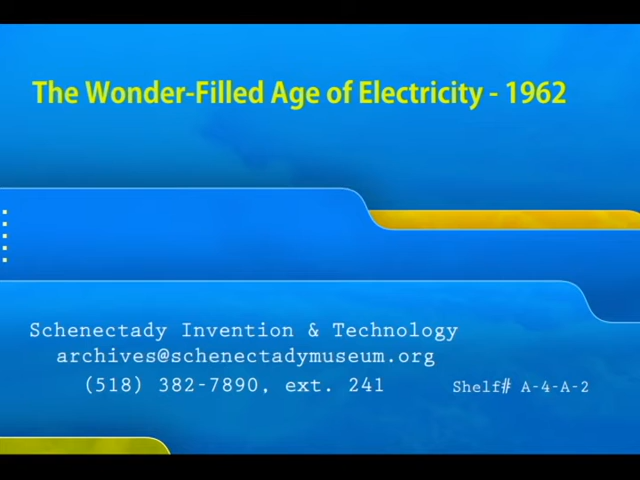 The Wonder-Filled Age of Electricity - 1962
Schenectady Invention & Technology
archives@schenectadymuseum.org
(518) 382-7890, ext. 241
Shelf# A-4-A-2